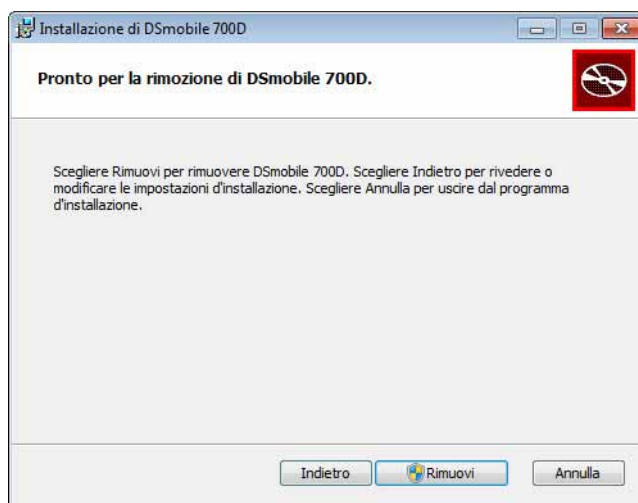 Installazione di DSmobile 700D
Pronto per la rimozione di DSmobile 700D.
Scegliere Rimuovi per rimuovere DSmobile 700D. Scegliere Indietro per rivedere o
modificare le impostazioni d'installazione. Scegliere Annulla per uscire dal programma
d'installazione.
Indietro
Rimuovi
Annulla